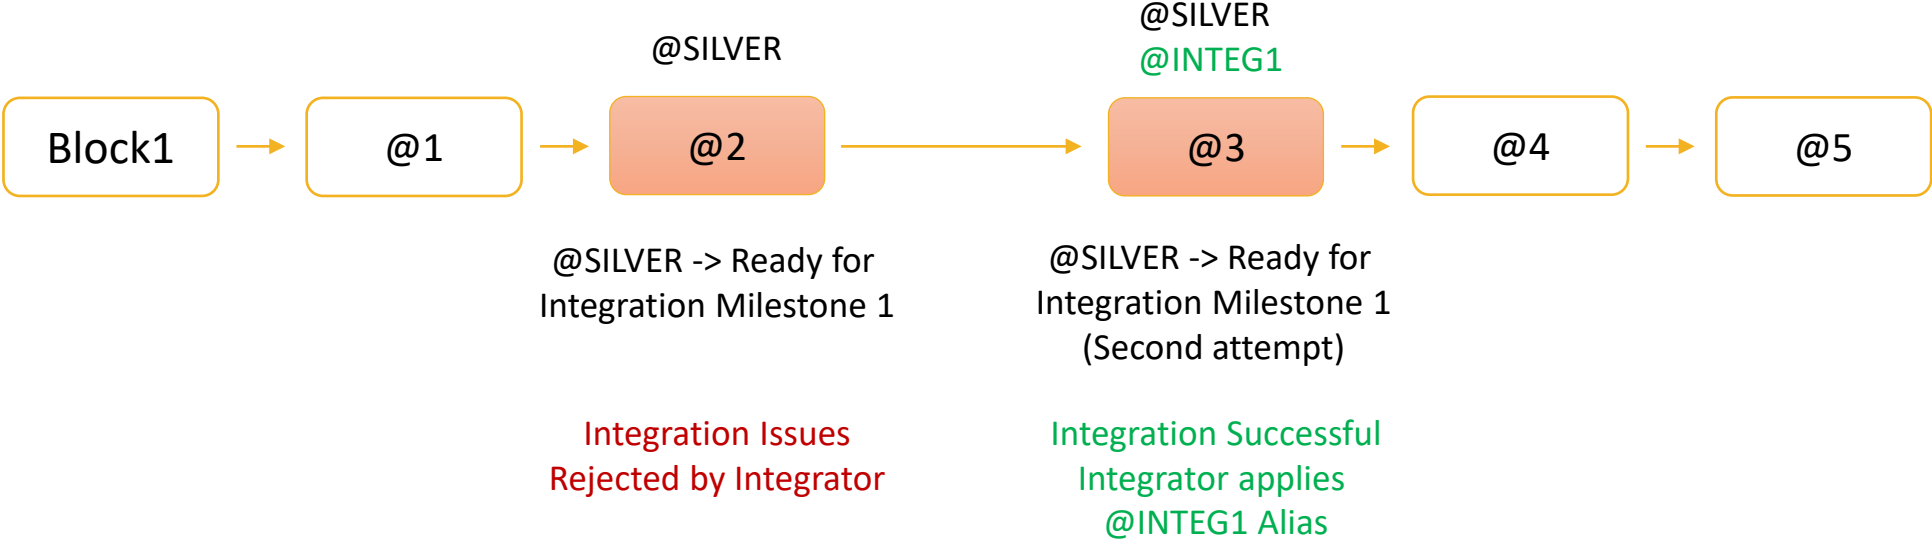 @SILVER
@SILVER
@INTEG1
Block1
@1
@2
@3
@4
@5
@SILVER -> Ready for
Integration Milestone 1
@SILVER -> Ready for
Integration Milestone 1
(Second attempt)
Integration Issues
Rejected by Integrator
Integration Successful
Integrator applies
@INTEG1 Alias